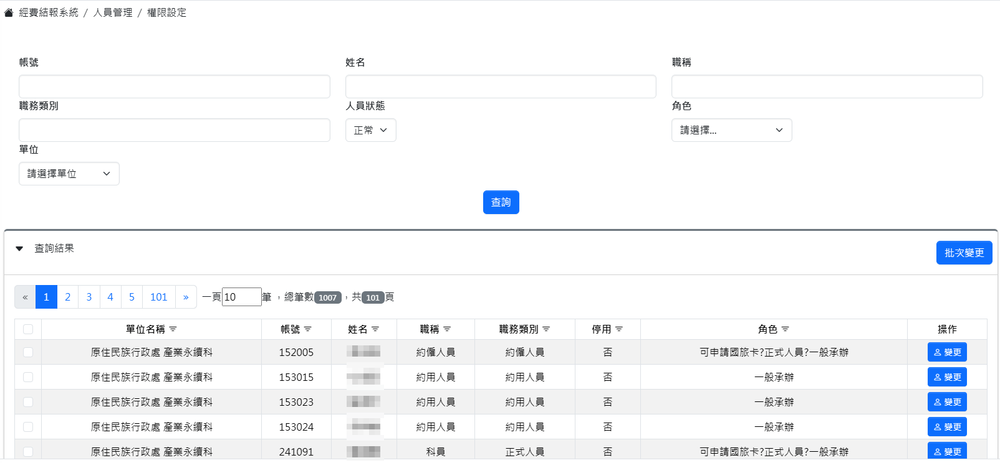 經費結報系統 / 人員管理 / 權限設定
帳號 姓名 職稱
職務類別 人員狀態 角色
正常 請選擇...
單位
請選擇單位
查詢
查詢結果 批次變更
« 1 2 3 4 5 101 » 一頁 10 筆 , 總筆數 1007 , 共 101 頁
單位名稱 帳號 姓名 職稱 職務類別 停用 角色 操作
原住民族行政處 產業永續科 152005 約僱人員 約僱人員 否 可申請國旅卡?正式人員?一般承辦 變更
原住民族行政處 產業永續科 153015 約用人員 約用人員 否 一般承辦 變更
原住民族行政處 產業永續科 153023 約用人員 約用人員 否 一般承辦 變更
原住民族行政處 產業永續科 153024 約用人員 約用人員 否 一般承辦 變更
原住民族行政處 產業永續科 241091 科員 正式人員 否 可申請國旅卡?正式人員?一般承辦 變更